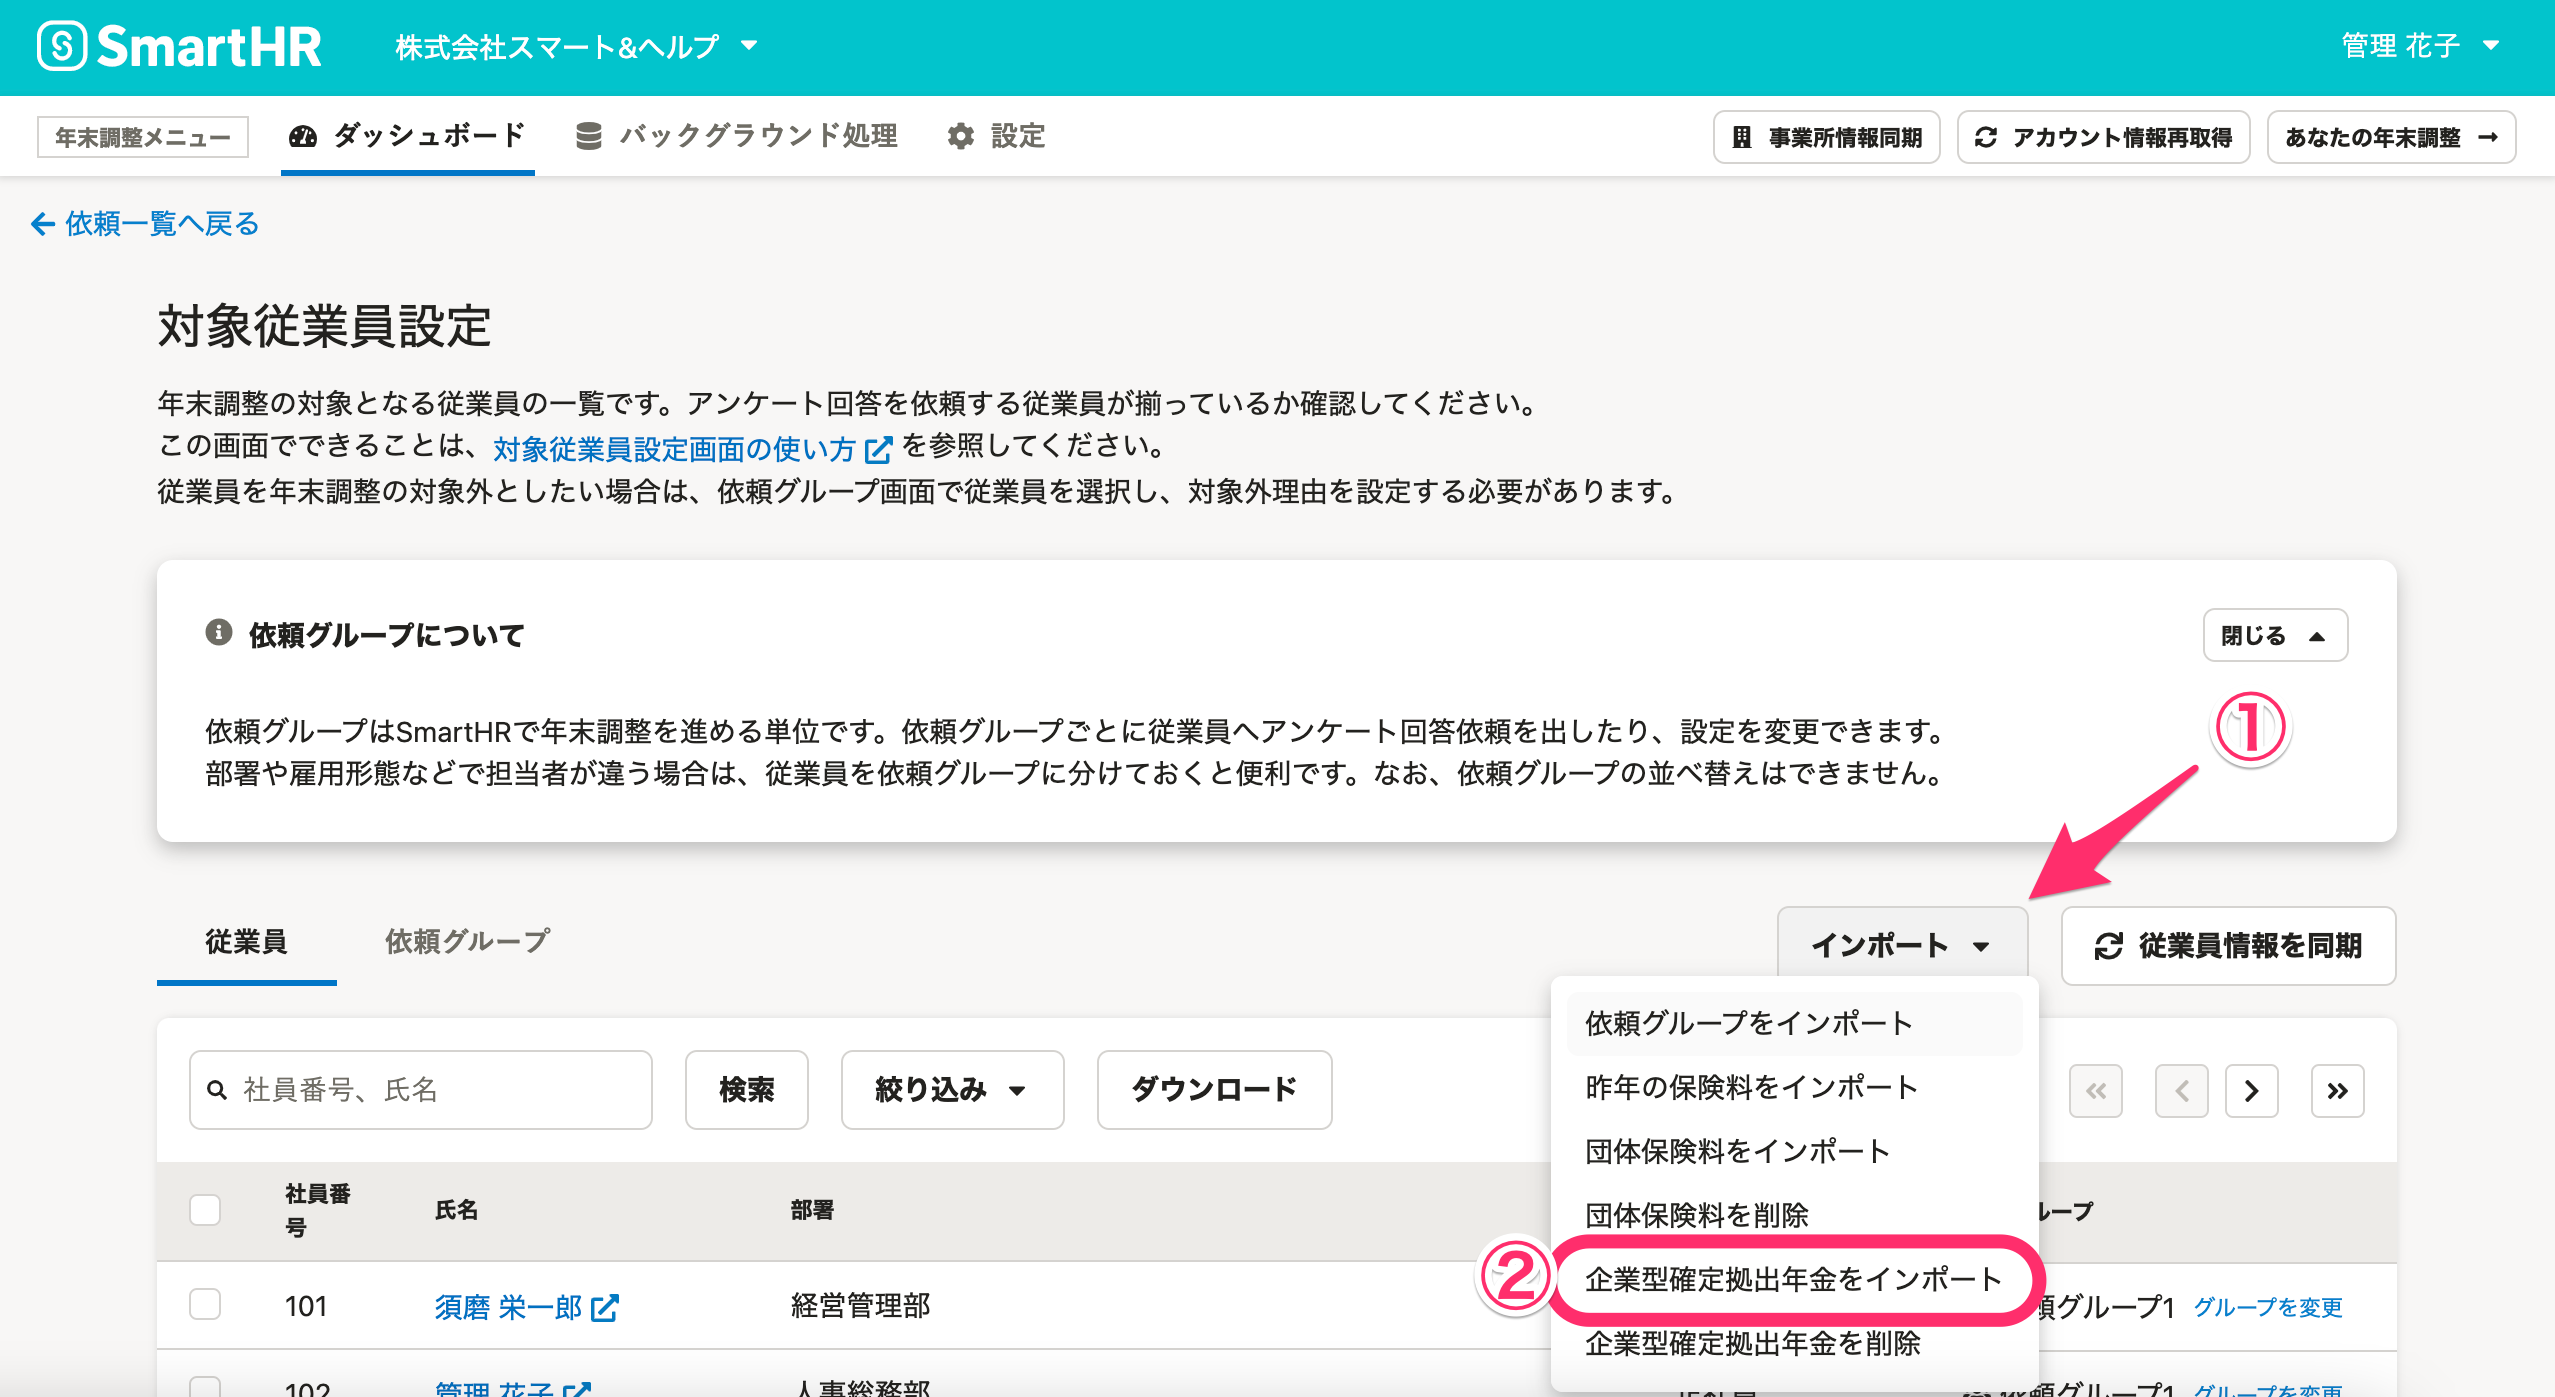 SmartHR 株式会社スマート&ヘルプ 管理 花子
年末調整メニュー ダッシュボード バックグラウンド処理 設定 事業所情報同期 アカウント情報再取得 あなたの年末調整
依頼一覧へ戻る
対象従業員設定
年末調整の対象となる従業員の一覧です。アンケート回答を依頼する従業員が揃っているか確認してください。
この画面でできることは、対象従業員設定画面の使い方 を参照してください。
従業員を年末調整の対象外としたい場合は、依頼グループ画面で従業員を選択し、対象外理由を設定する必要があります。
依頼グループについて 閉じる
依頼グループはSmartHRで年末調整を進める単位です。依頼グループごとに従業員へアンケート回答依頼を出したり、設定を変更できます。
部署や雇用形態などで担当者が違う場合は、従業員を依頼グループに分けておくと便利です。なお、依頼グループの並べ替えはできません。
①
従業員 依頼グループ インポート 従業員情報を同期
依頼グループをインポート
昨年の保険料をインポート
団体保険料をインポート
団体保険料を削除
② 企業型確定拠出年金をインポート
企業型確定拠出年金を削除
社員番号、氏名 検索 絞り込み ダウンロード
社員番号 氏名 部署 ループ
101 須磨 栄一郎 経営管理部 頼グループ1 グループを変更
102 管理 花子 人事総務部 依頼グループ1 グループを変更